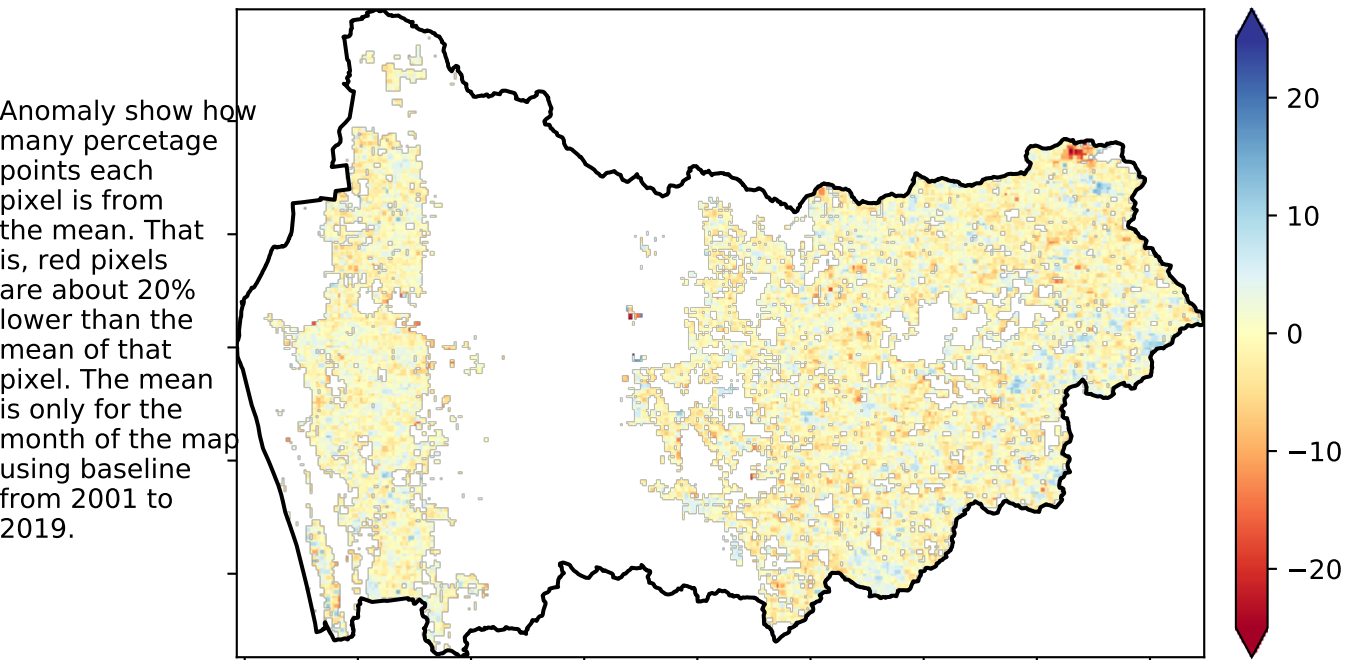 Anomaly show how
many percetage
points each
pixel is from
the mean. That
is, red pixels
are about 20%
lower than the
mean of that
pixel. The mean
is only for the
month of the map
using baseline
from 2001 to
2019.
20
10
0
−10
−20